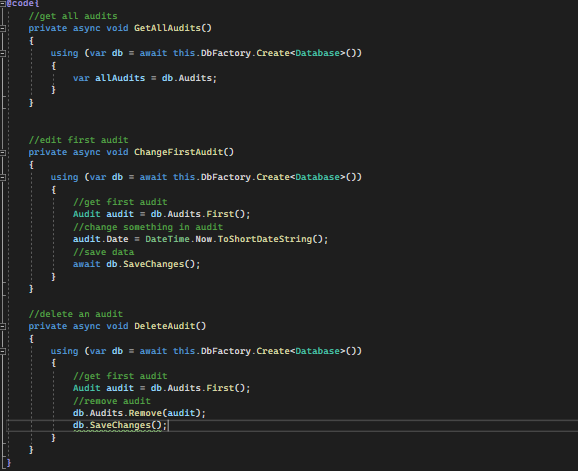 @code{
//get all audits
private async void GetAllAudits()
{
using (var db = await this.DbFactory.Create<Database>())
{
var allAudits = db.Audits;
}
}
//edit first audit
private async void ChangeFirstAudit()
{
using (var db = await this.DbFactory.Create<Database>())
{
//get first audit
Audit audit = db.Audits.First();
//change something in audit
audit.Date = DateTime.Now.ToShortDateString();
//save data
await db.SaveChanges();
}
}
//delete an audit
private async void DeleteAudit()
{
using (var db = await this.DbFactory.Create<Database>())
{
//get first audit
Audit audit = db.Audits.First();
//remove audit
db.Audits.Remove(audit);
db.SaveChanges();
}
}
}